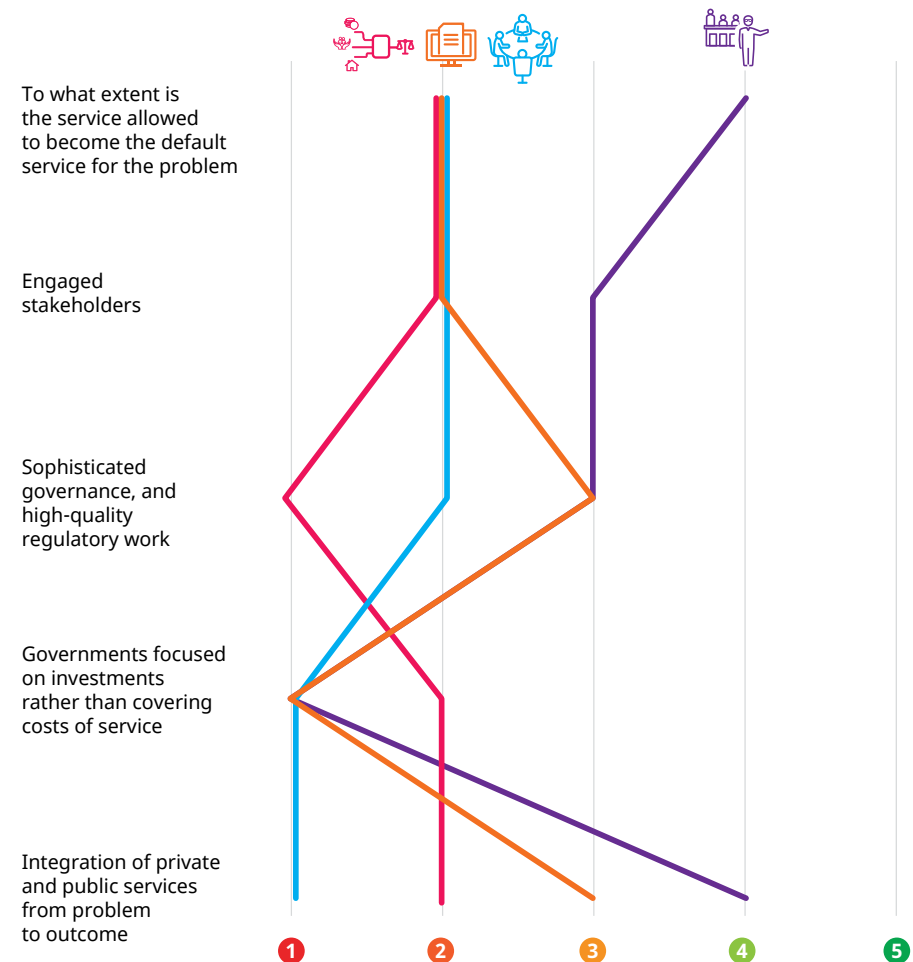 To what extent is
the service allowed
to become the default
service for the problem
Engaged
stakeholders
Sophisticated
governance, and
high-quality
regulatory work
Governments focused
on investments
rather than covering
costs of service
Integration of private
and public services
from problem
to outcome
1 2 3 4 5